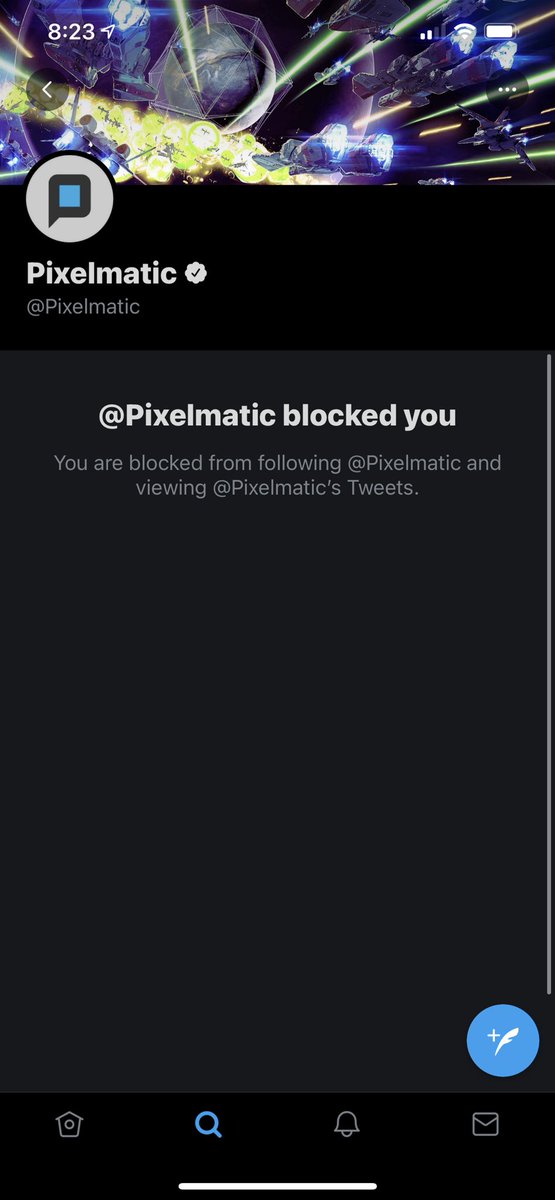 8:23
Pixelmatic
@Pixelmatic
@Pixelmatic blocked you
You are blocked from following @Pixelmatic and
viewing @Pixelmatic’s Tweets.